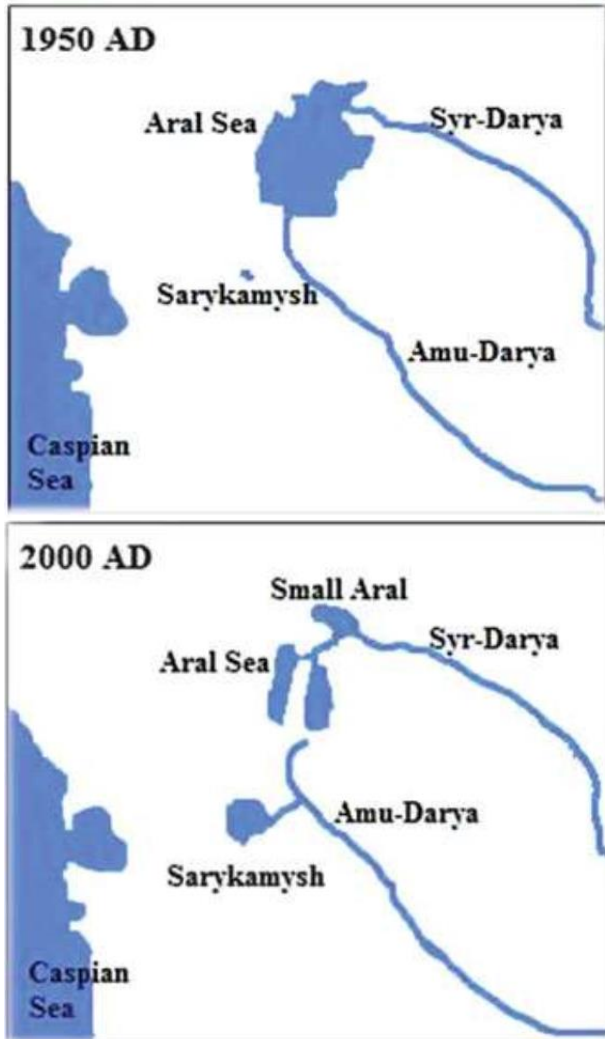 1950 AD
Aral Sea
Syr-Darya
Sarykamysh
Amu-Darya
Caspian
Sea
2000 AD
Small Aral
Syr-Darya
Aral Sea
Amu-Darya
Sarykamysh
Caspian
Sea